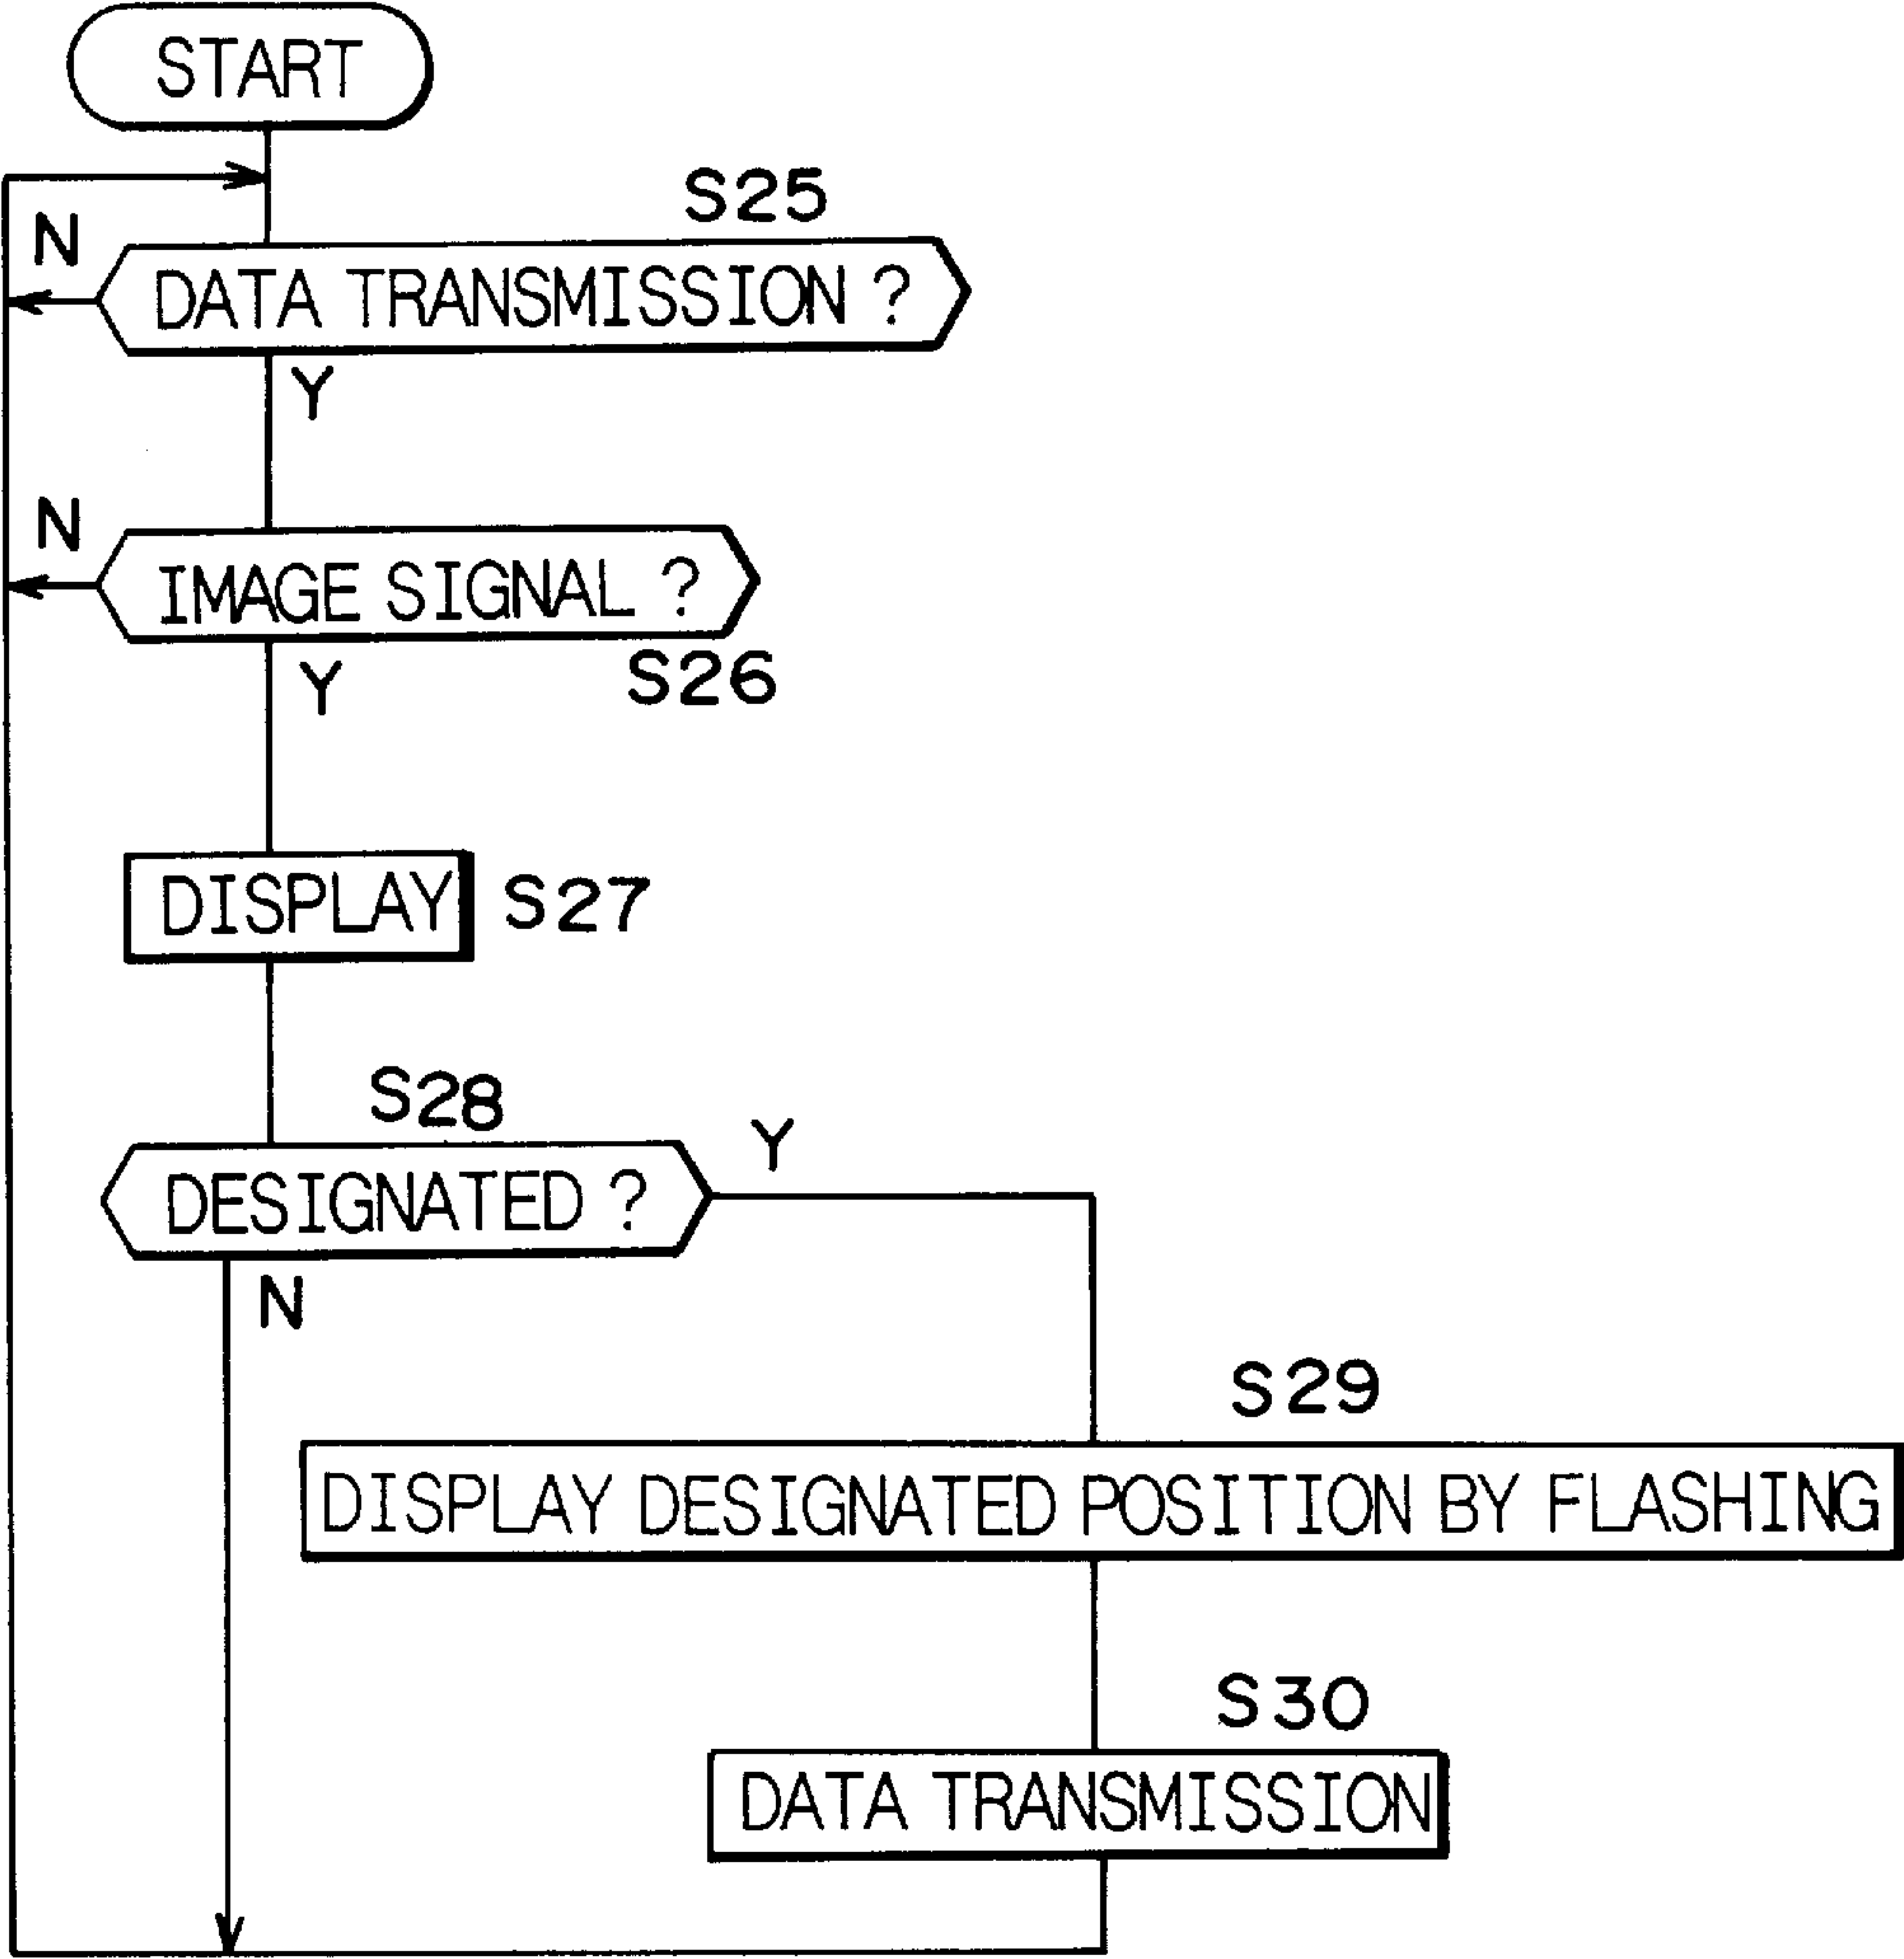 START
S25
N
DATA TRANSMISSION ?
Y
N
IMAGE SIGNAL ?
Y
S26
DISPLAY
S27
S28
Y
DESIGNATED ?
N
S29
DISPLAY DESIGNATED POSITION BY FLASHING
S30
DATA TRANSMISSION